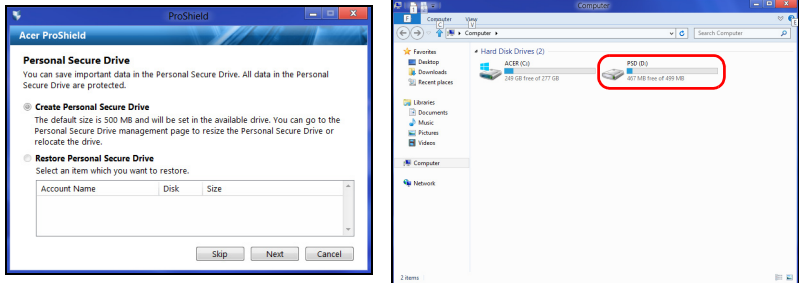 ProShield
Acer ProShield
Personal Secure Drive
You can save important data in the Personal Secure Drive. All data in the Personal
Secure Drive are protected.
Create Personal Secure Drive
The default size is 500 MB and will be set in the available drive. You can go to the
Personal Secure Drive management page to resize the Personal Secure Drive or
relocate the drive.
Restore Personal Secure Drive
Select an item which you want to restore.
Account Name Disk Size
Skip Next Cancel
Computer
F Computer View
C V E
Computer
Search Computer
Favorites
Desktop
Downloads
Recent places
Libraries
Documents
Music
Pictures
Videos
Computer
Network
Hard Disk Drives (2)
ACER (C:)
249 GB free of 277 GB
PSD (D:)
467 MB free of 499 MB
2 items